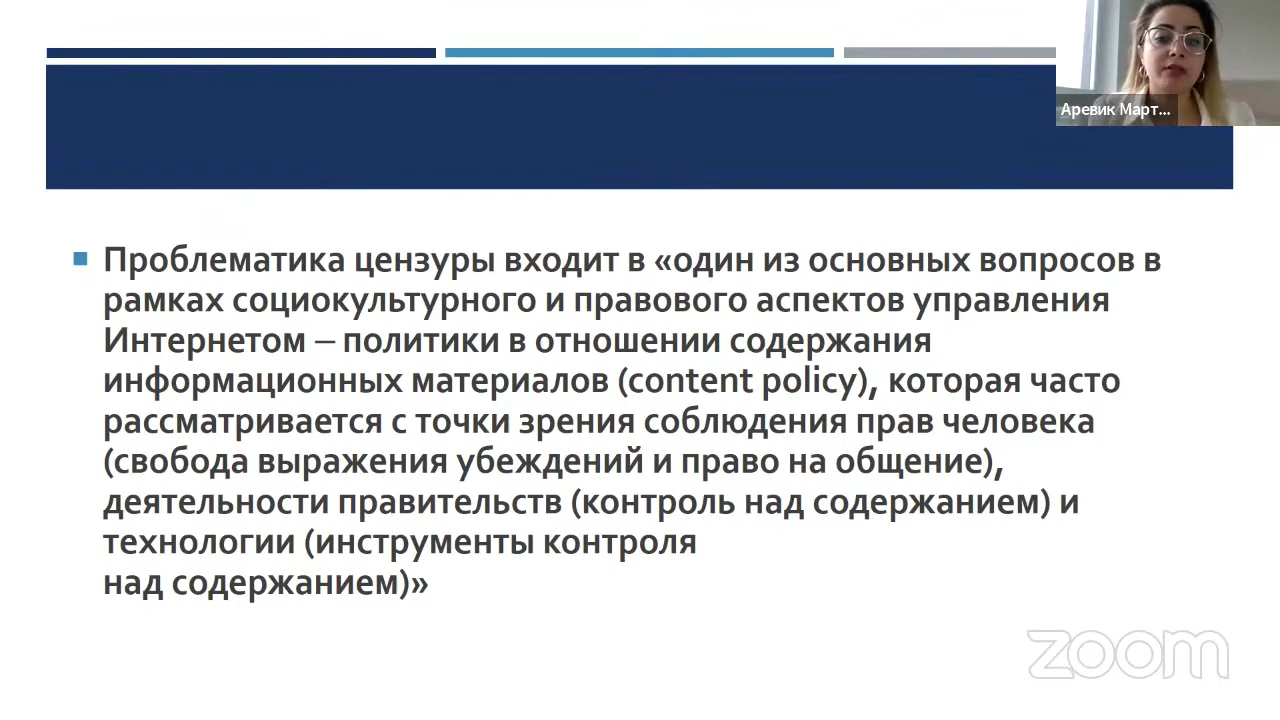 Аревик Март...
Проблематика цензуры входит в «один из основных вопросов в
рамках социокультурного и правового аспектов управления
Интернетом – политики в отношении содержания
информационных материалов (content policy), которая часто
рассматривается с точки зрения соблюдения прав человека
(свобода выражения убеждений и право на общение),
деятельности правительств (контроль над содержанием) и
технологии (инструменты контроля
над содержанием)»
zoom